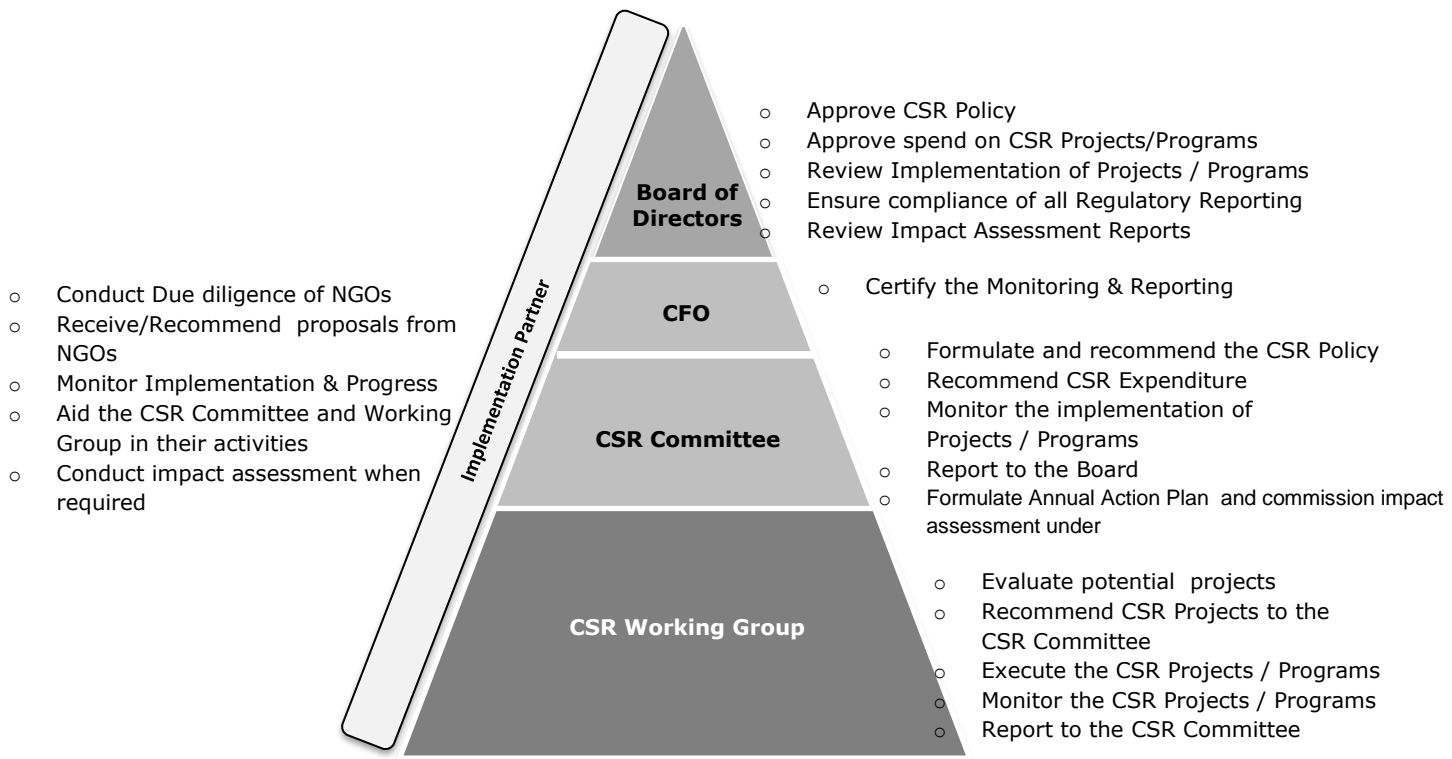 Approve CSR Policy
Approve spend on CSR Projects/Programs
Review Implementation of Projects / Programs
Ensure compliance of all Regulatory Reporting
Review Impact Assessment Reports
Board of
Directors
Certify the Monitoring & Reporting
CFO
Formulate and recommend the CSR Policy
Recommend CSR Expenditure
Monitor the implementation of
Projects / Programs
Report to the Board
Formulate Annual Action Plan and commission impact
assessment under
CSR Committee
Evaluate potential projects
Recommend CSR Projects to the
CSR Committee
Execute the CSR Projects / Programs
Monitor the CSR Projects / Programs
Report to the CSR Committee
CSR Working Group
Implementation Partner
Conduct Due diligence of NGOs
Receive/Recommend proposals from
NGOs
Monitor Implementation & Progress
Aid the CSR Committee and Working
Group in their activities
Conduct impact assessment when
required